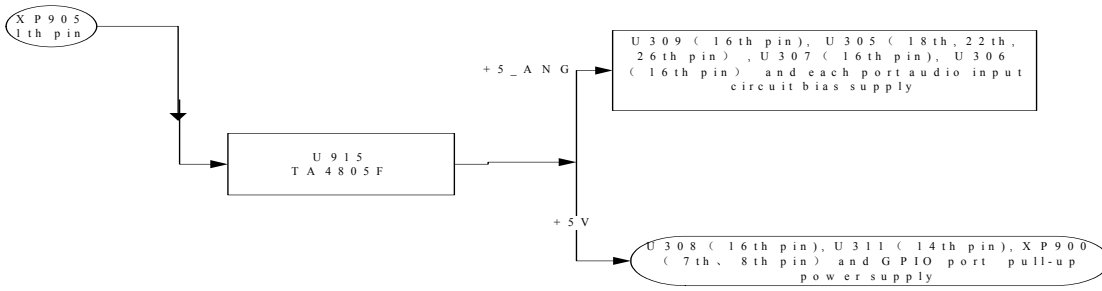 XP905
1th pin
U309 ( 16th pin), U305 ( 18th,22th,
26th pin) ,U307 ( 16th pin), U306
( 16th pin) and each port audio input
circuit bias supply
+5_ANG
U915
TA4805F
+5V
U308 ( 16th pin),U311 ( 14th pin),XP900
( 7th、8th pin) and GPIO port pull-up
power supply